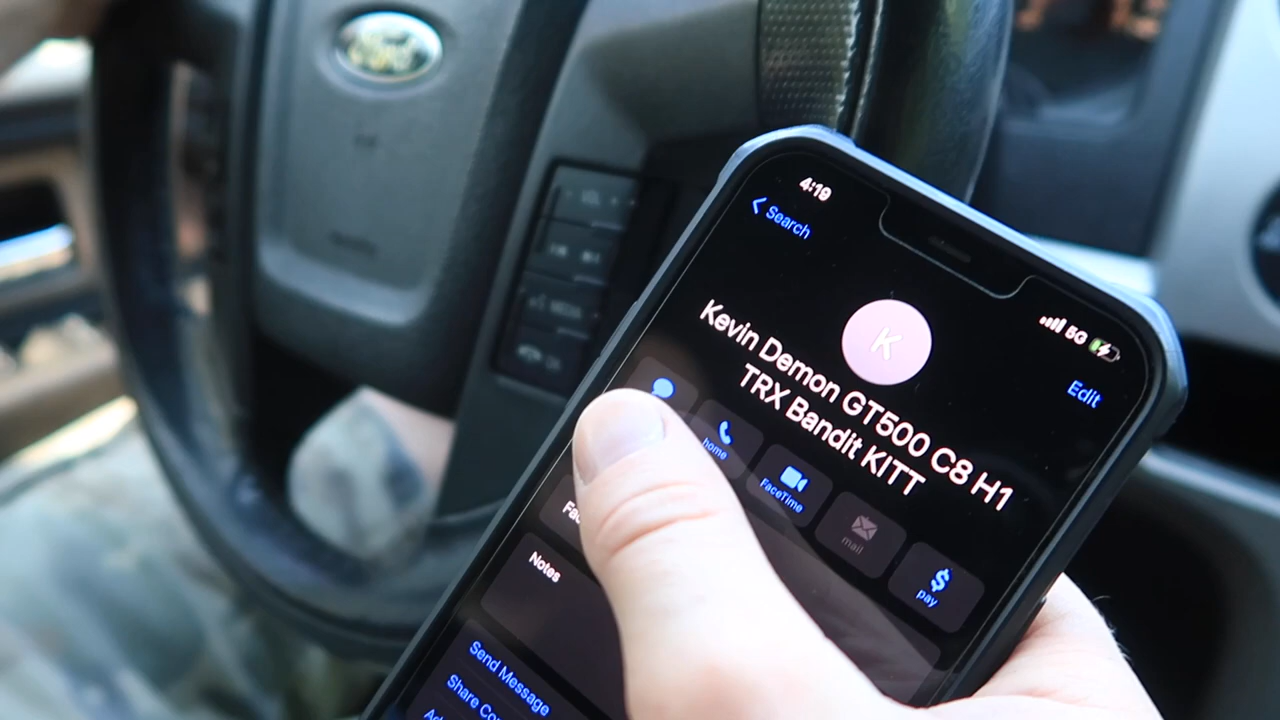 Ford
4:19
5G
Search
Edit
K
Kevin Demon GT500 C8 H1
TRX Bandit KITT
home
FaceTime
mail
pay
Notes
Send Message